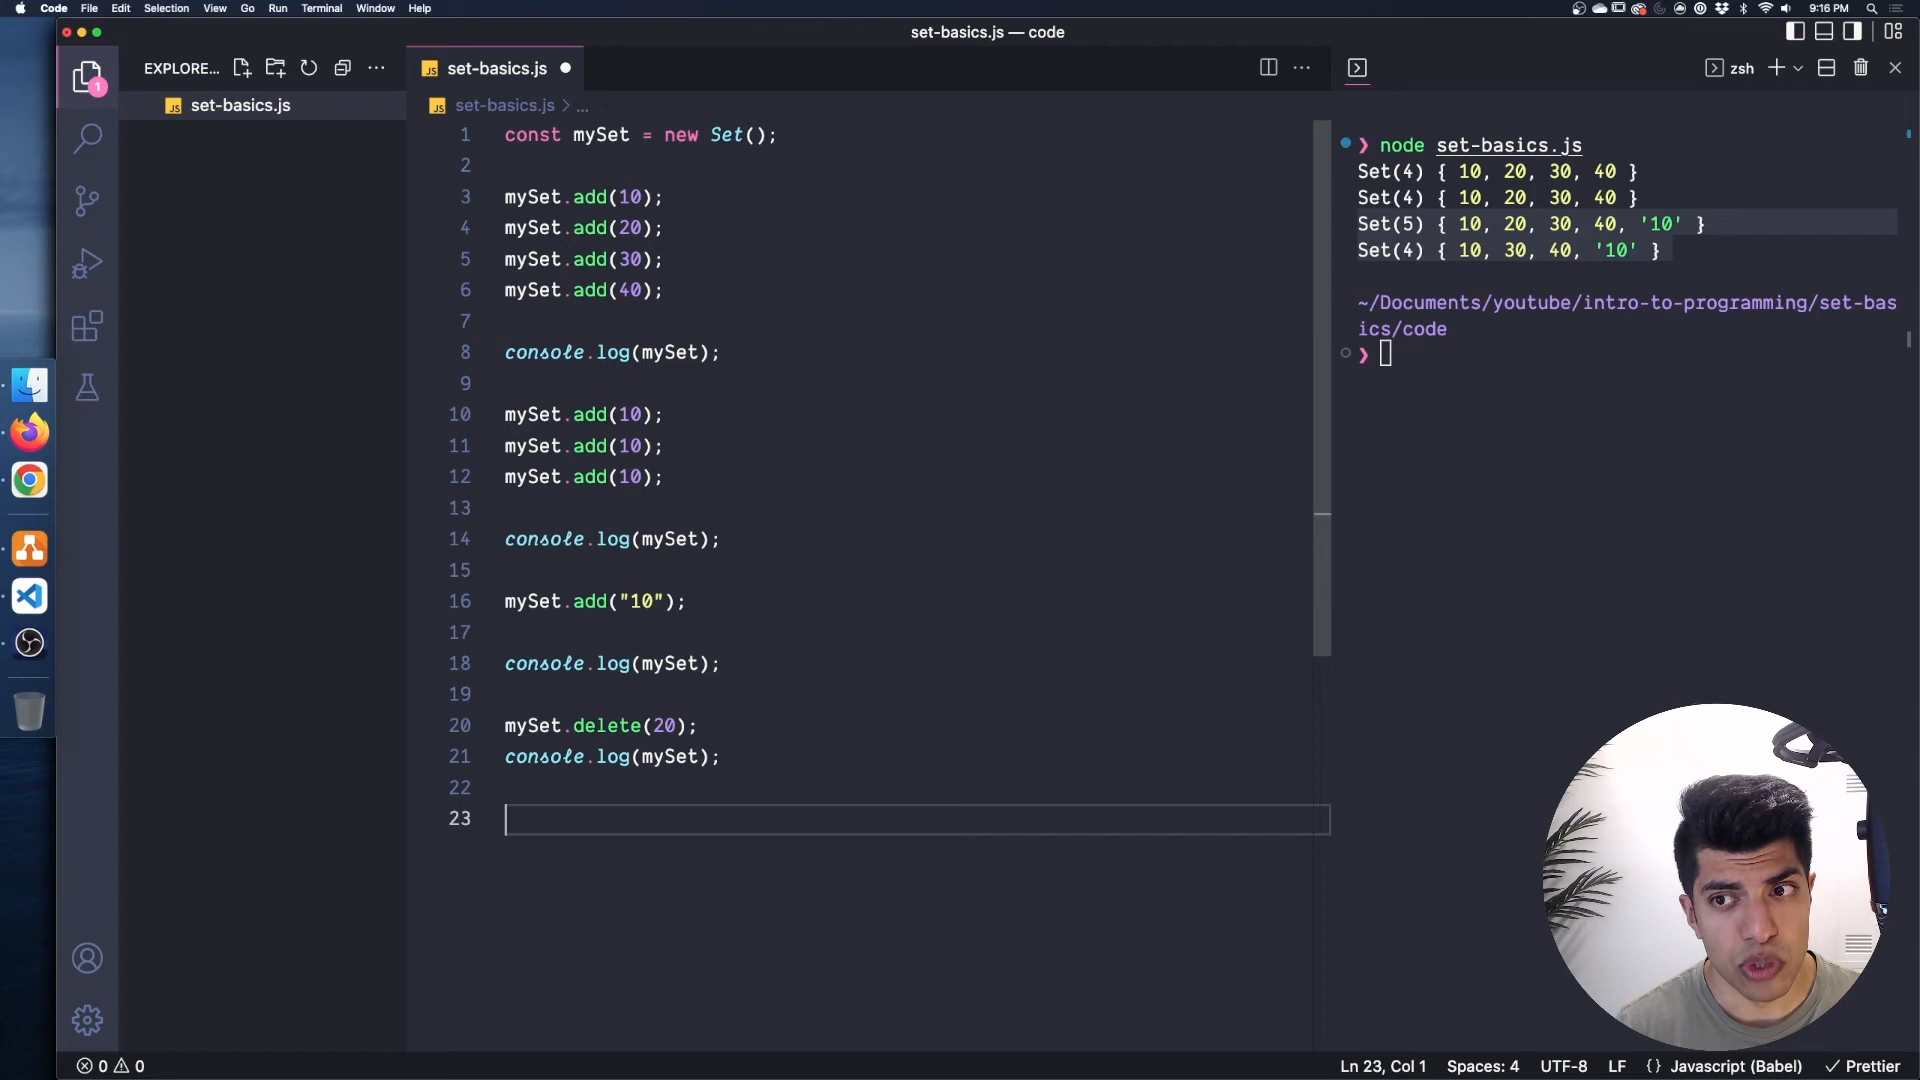 Code File Edit Selection View Go Run Terminal Window Help 9:16 PM
set-basics.js — code
EXPLORE... set-basics.js zsh
1
set-basics.js
set-basics.js > ...
1 const mySet = new Set();
2
3 mySet.add(10);
4 mySet.add(20);
5 mySet.add(30);
6 mySet.add(40);
7
8 console.log(mySet);
9
10 mySet.add(10);
11 mySet.add(10);
12 mySet.add(10);
13
14 console.log(mySet);
15
16 mySet.add("10");
17
18 console.log(mySet);
19
20 mySet.delete(20);
21 console.log(mySet);
22
23
❯ node set-basics.js
Set(4) { 10, 20, 30, 40 }
Set(4) { 10, 20, 30, 40 }
Set(5) { 10, 20, 30, 40, '10' }
Set(4) { 10, 30, 40, '10' }
~/Documents/youtube/intro-to-programming/set-bas
ics/code
❯
0 0 Ln 23, Col 1 Spaces: 4 UTF-8 LF {} Javascript (Babel) ✓ Prettier